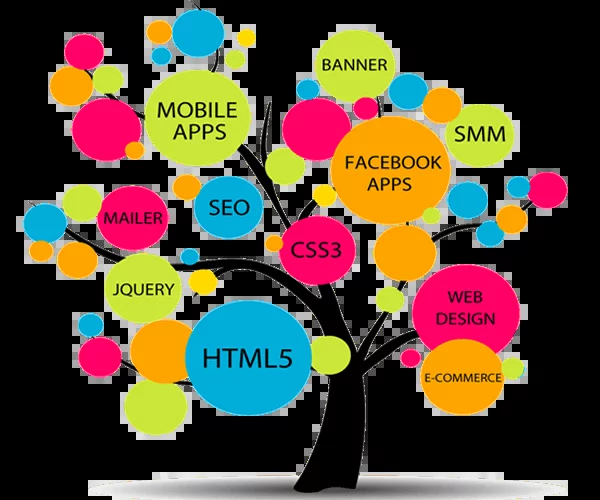 BANNER
MOBILE
APPS
SMM
FACEBOOK
APPS
MAILER
SEO
CSS3
JQUERY
WEB
DESIGN
HTML5
E-COMMERCE